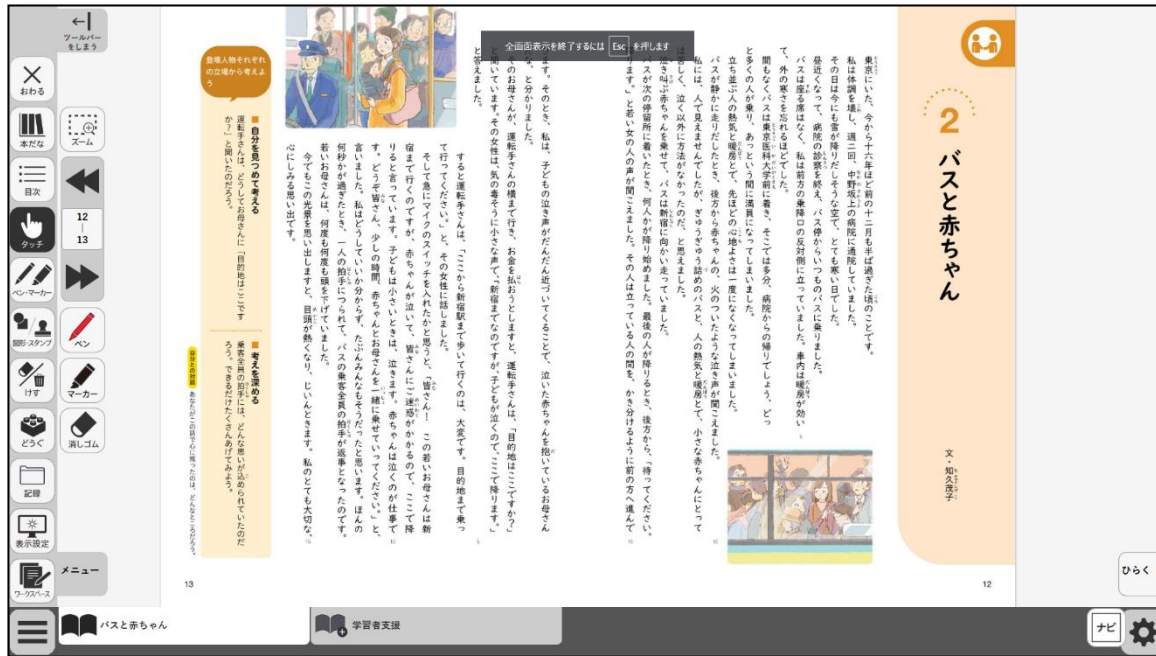 ←
ツールバー
をしまう
おわる
本だな
目次
タッチ
ペン・マーカー
図形・スタンプ
けす
どうぐ
記録
表示設定
ワークスペース
ズーム
12
13
ペン
マーカー
消しゴム
メニュー
全画面表示を終了するには Esc を押します
2
バスと赤ちゃん
文・知久茂子
東京にいた、今から十六年ほど前の十二月も半ば過ぎた頃のことです。
私は体調を壊し、週二回、中野坂上の病院に通院していました。
その日は今にも雪が降りだしそうな空で、とても寒い日でした。
昼近くなって、病院の診察を終え、バス停からいつものバスに乗りました。
バスは座る席はなく、私は前方の乗降口の反対側に立っていました。車内は暖房が効い
て、外の寒さを忘れるほどでした。
間もなくバスは東京医科大学前に着き、そこでは多分、病院からの帰りでしょう、どっ
と多くの人が乗り、あっという間に満員になってしまいました。
立ち並ぶ人の熱気と暖房とで、先ほどの心地よさは一度になくなってしまいました。
バスが静かに走りだしたとき、後方から赤ちゃんの、火のついたような泣き声が聞こえました。
私には、人で見えませんでしたが、ぎゅうぎゅう詰めのバスと、人の熱気と暖房とで、小さな赤ちゃんにとって
は苦しく、泣く以外に方法がなかったのだ、と思えました。
泣き叫ぶ赤ちゃんを乗せて、バスは新宿に向かい走っていました。
バスが次の停留所に着いたとき、何人かが降り始めました。最後の人が降りるとき、後方から、「待ってください。
ります。」と若い女の人の声が聞こえました。その人は立っている人の間を、かき分けるように前の方へ進んで
12
ます。そのとき、私は、子どもの泣き声がだんだん近づいてくることで、泣いた赤ちゃんを抱いているお母さん
な、と分かりました。
そのお母さんが、運転手さんの横まで行き、お金を払おうとしますと、運転手さんは、「目的地はここですか?」
と聞いています。その女性は、気の毒そうに小さな声で、「新宿までなのですが、子どもが泣くので、ここで降ります。」
と答えました。
すると運転手さんは、「ここから新宿駅まで歩いて行くのは、大変です。目的地まで乗っ
て行ってください。」と、その女性に話しました。
そして急にマイクのスイッチを入れたかと思うと、「皆さん! この若いお母さんは新
宿まで行くのですが、赤ちゃんが泣いて、皆さんにご迷惑がかかるので、ここで降
りると言っています。子どもは小さいときは、泣きます。赤ちゃんは泣くのが仕事で
す。どうぞ皆さん、少しの時間、赤ちゃんとお母さんを一緒に乗せていってください。」と、
言いました。私はどうしていいか分からず、たぶんみんなもそうだったと思います。ほんの
何秒かが過ぎたとき、一人の拍手につられて、バスの乗客全員の拍手が返事となったのです。
若いお母さんは、何度も何度も頭を下げていました。
今でもこの光景を思い出しますと、目頭が熱くなり、じいんときます。私のとても大切な、
心にしみる思い出です。
登場人物それぞれ
の立場から考えよ
う
■自分を見つめて考える
運転手さんは、どうしてお母さんに「目的地はここです
か?」と聞いたのだろう。
■考えを深める
乗客全員の拍手には、どんな思いが込められていたのだ
ろう。できるだけたくさんあげてみよう。
自分との対話 あなたがこの話で心に残ったのは、どんなところだろう。
13
ひらく
バスと赤ちゃん
学習者支援
ナビ